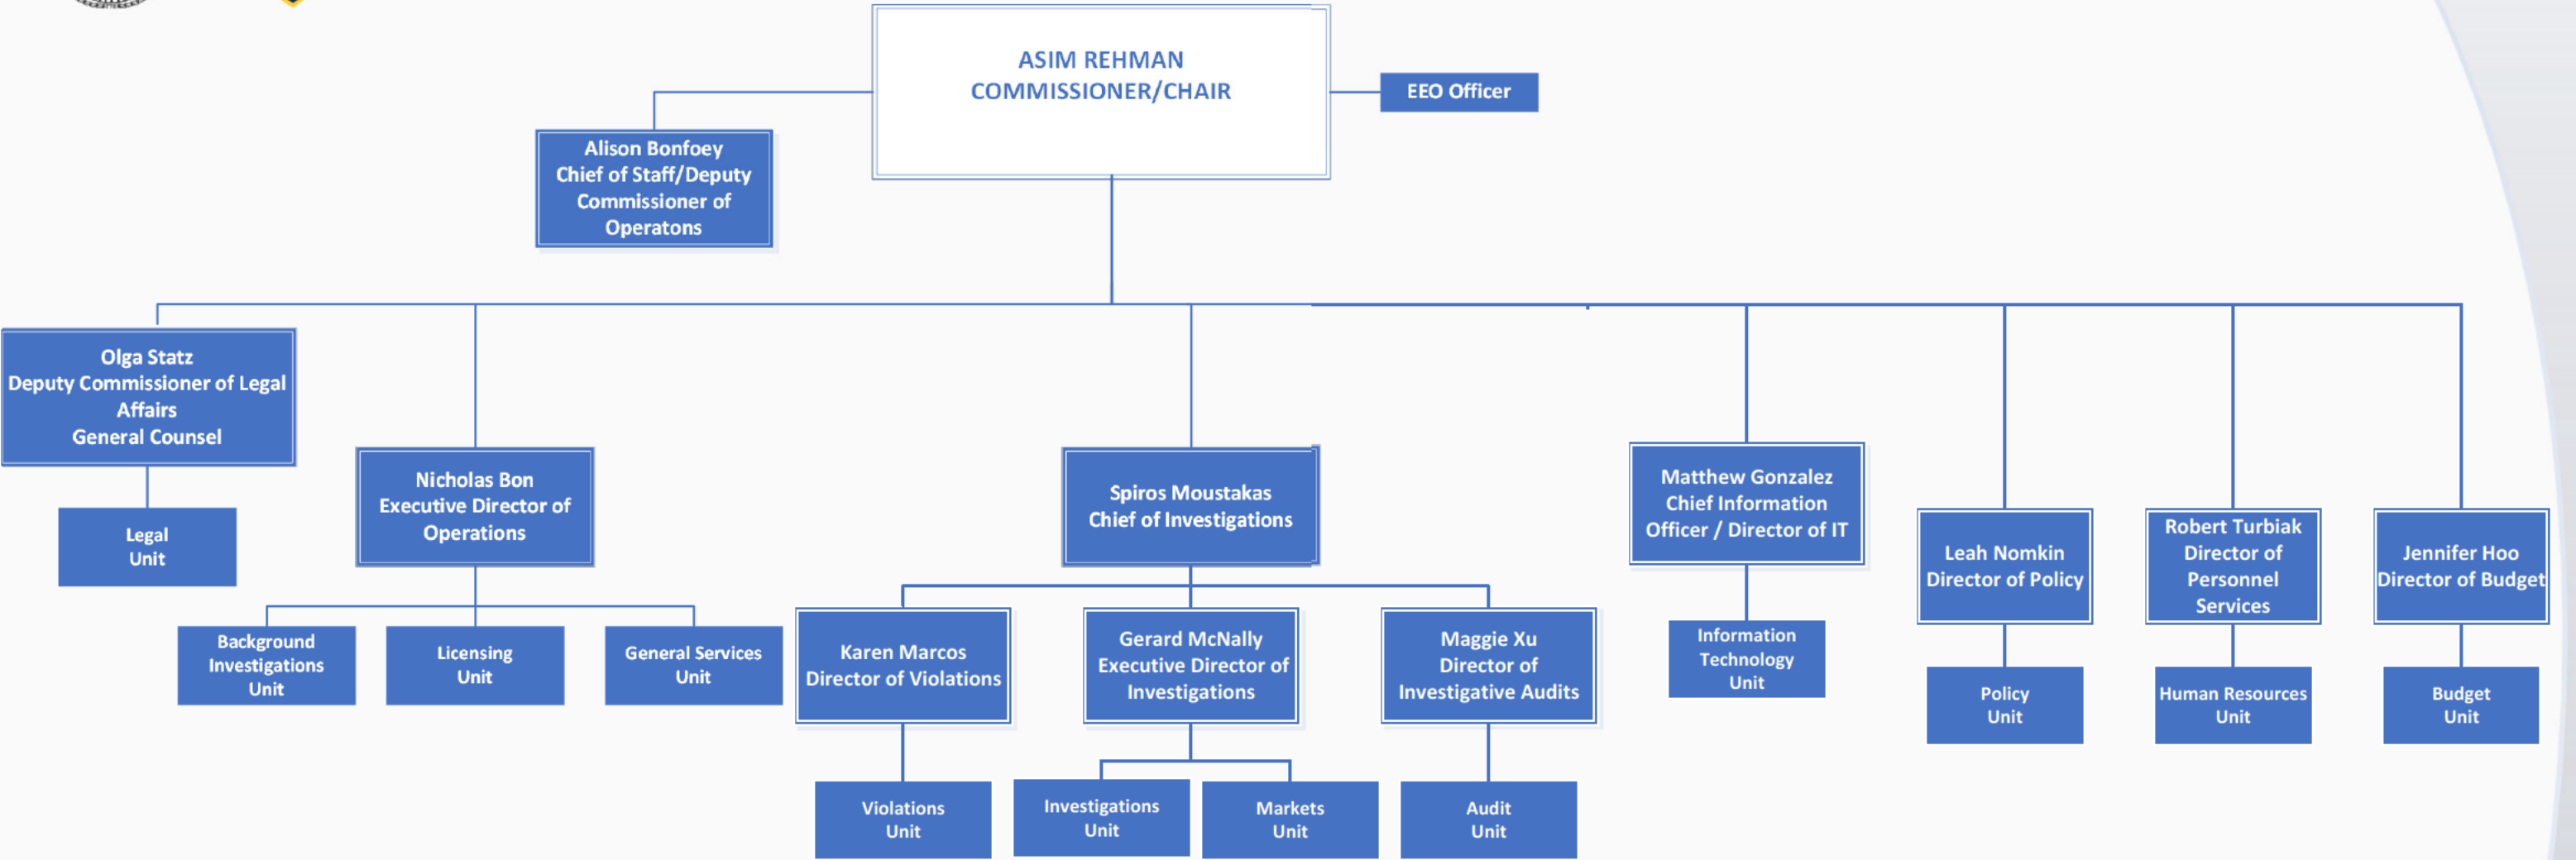 ASIM REHMAN
COMMISSIONER/CHAIR
EEO Officer
Alison Bonfoey
Chief of Staff/Deputy
Commissioner of
Operatons
Olga Statz
Deputy Commissioner of Legal
Affairs
General Counsel
Legal
Unit
Nicholas Bon
Executive Director of
Operations
Background
Investigations
Unit
Licensing
Unit
General Services
Unit
Spiros Moustakas
Chief of Investigations
Karen Marcos
Director of Violations
Violations
Unit
Gerard McNally
Executive Director of
Investigations
Investigations
Unit
Markets
Unit
Maggie Xu
Director of
Investigative Audits
Audit
Unit
Matthew Gonzalez
Chief Information
Officer / Director of IT
Information
Technology
Unit
Leah Nomkin
Director of Policy
Policy
Unit
Robert Turbiak
Director of
Personnel
Services
Human Resources
Unit
Jennifer Hoo
Director of Budget
Budget
Unit